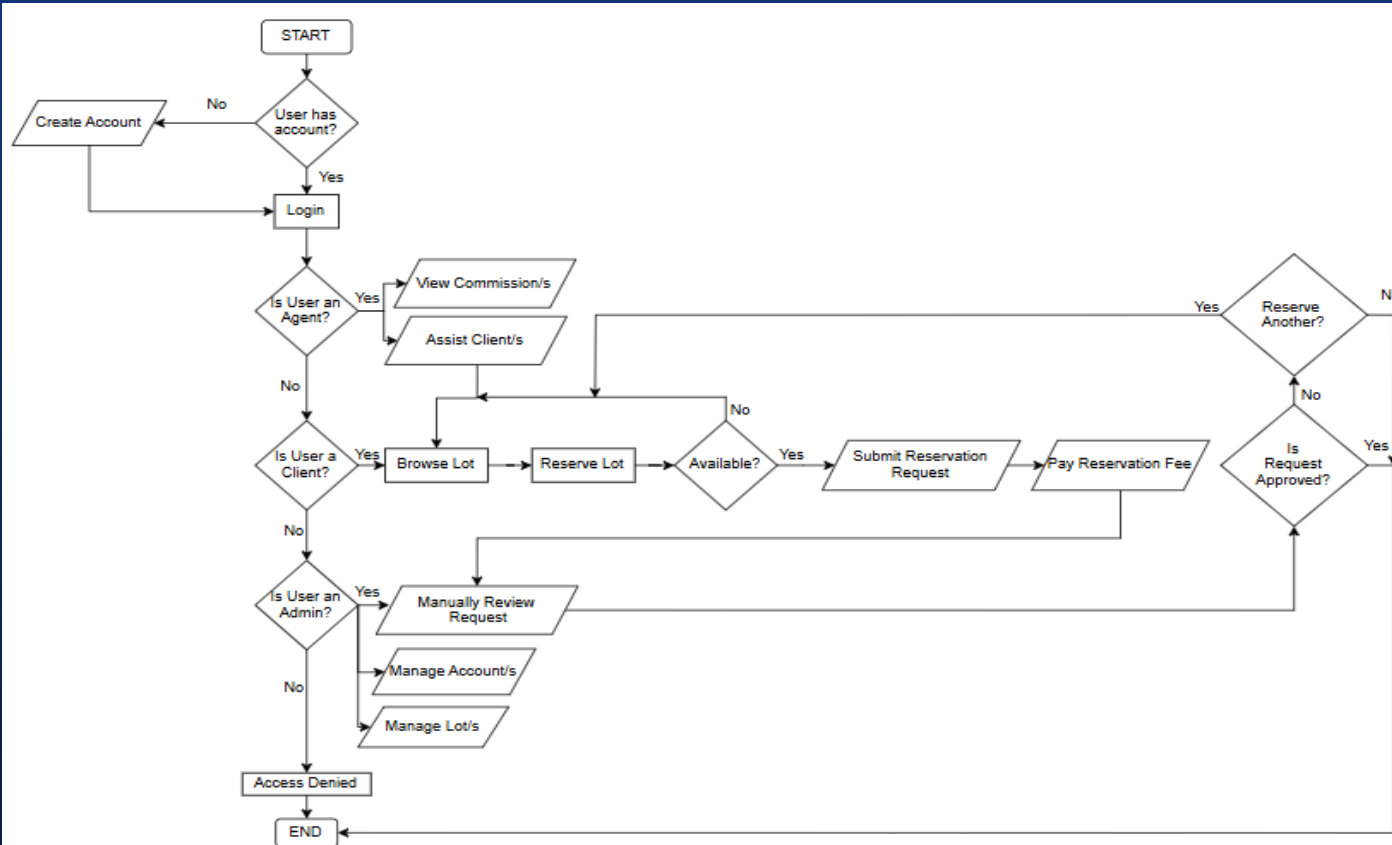 START
User has
account?
No
Create Account
Yes
Login
Is User an
Agent?
Yes
View Commission/s
Assist Client/s
No
Is User a
Client?
Yes
Browse Lot
Reserve Lot
Available?
No
Yes
Submit Reservation
Request
Pay Reservation Fee
Is
Request
Approved?
Yes
No
Reserve
Another?
Yes
N
No
Is User an
Admin?
Yes
Manually Review
Request
Manage Account/s
Manage Lot/s
No
Access Denied
END